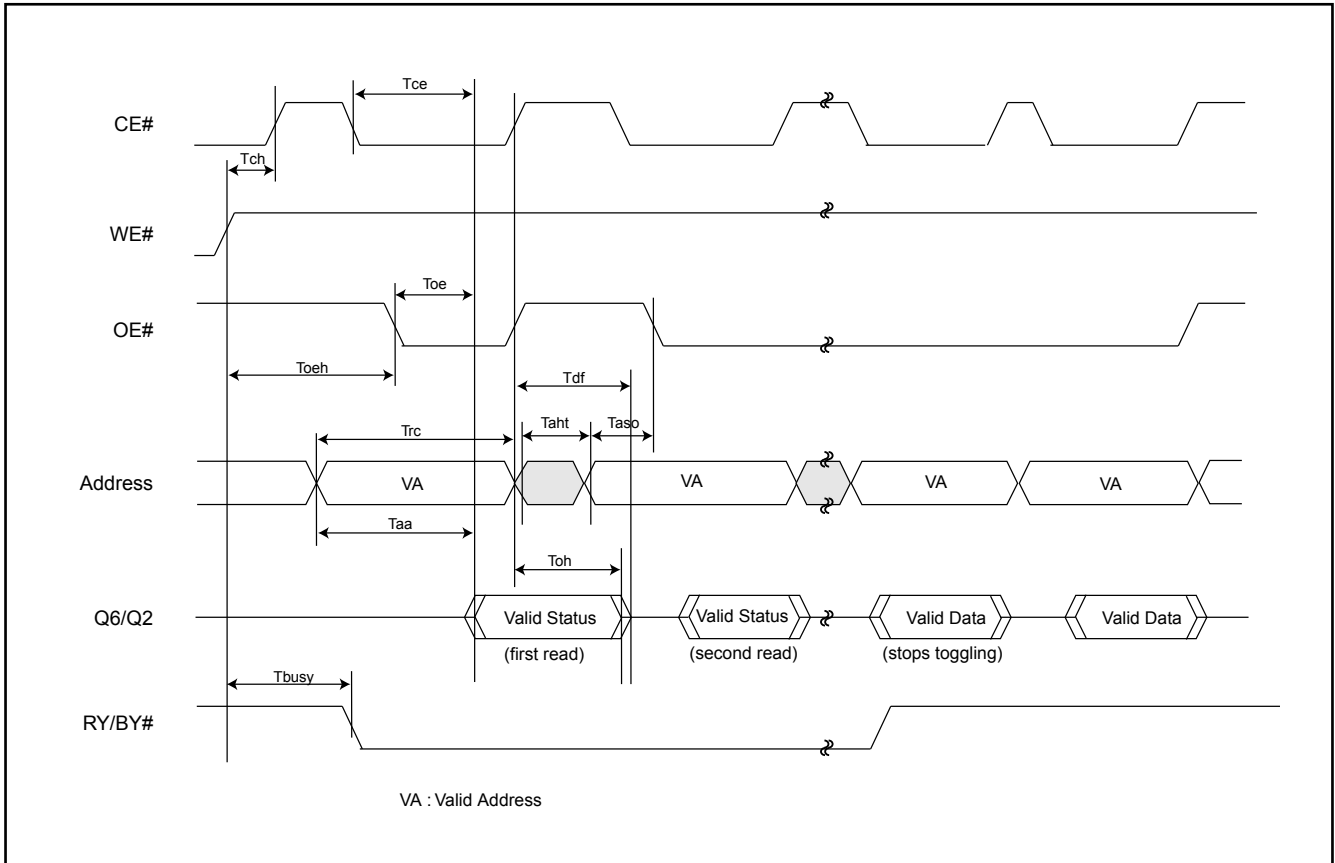 Tce
CE#
Tch
WE#
Toe
OE#
Toeh
Tdf
Taht
Taso
Trc
Address
VA
VA
VA
VA
Taa
Toh
Q6/Q2
Valid Status
Valid Status
Valid Data
Valid Data
(first read)
(second read)
(stops toggling)
Tbusy
RY/BY#
VA : Valid Address